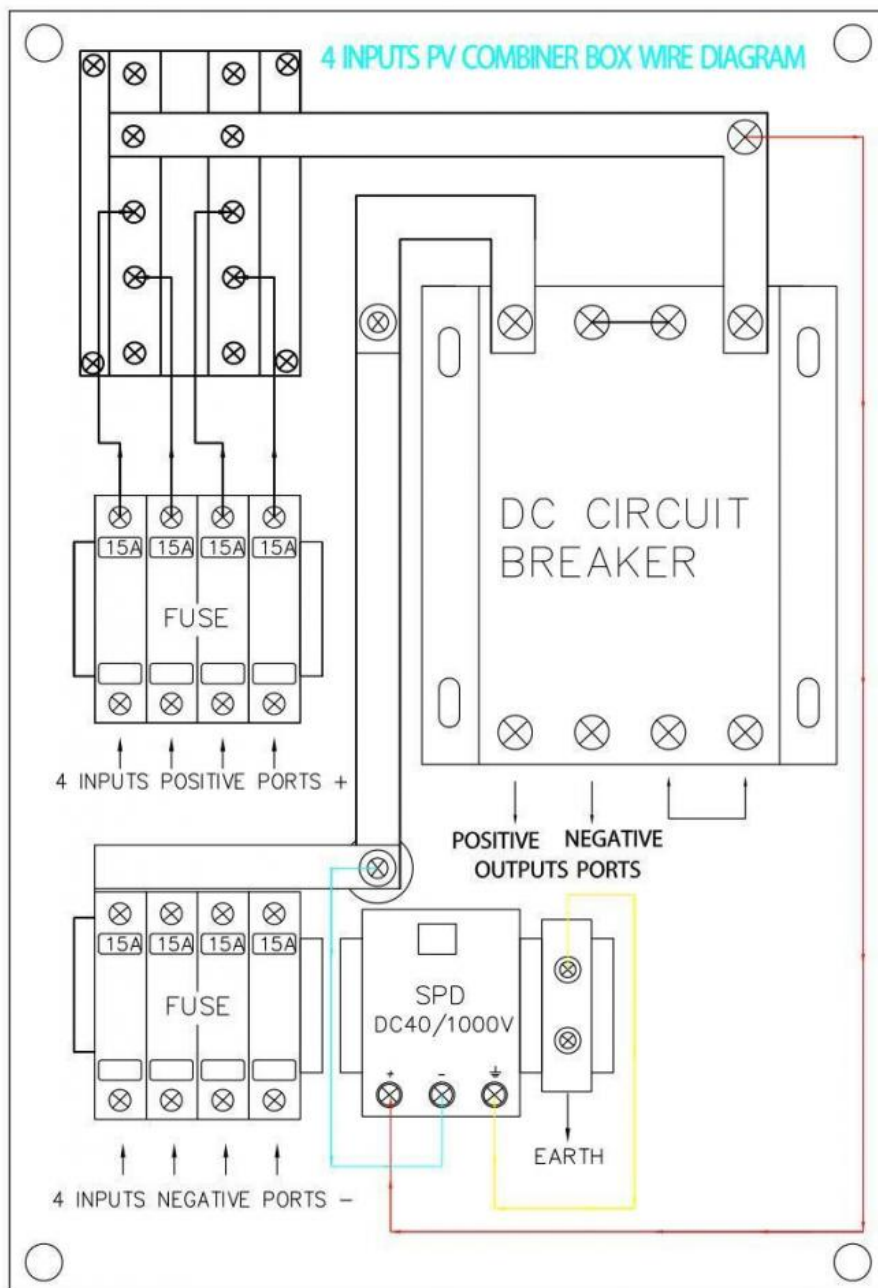 4 INPUTS PV COMBINER BOX WIRE DIAGRAM
DC CIRCUIT
BREAKER
15A 15A 15A 15A
FUSE
4 INPUTS POSITIVE PORTS +
POSITIVE NEGATIVE
OUTPUTS PORTS
15A 15A 15A 15A
FUSE
SPD
DC40/1000V
+ -
EARTH
4 INPUTS NEGATIVE PORTS -